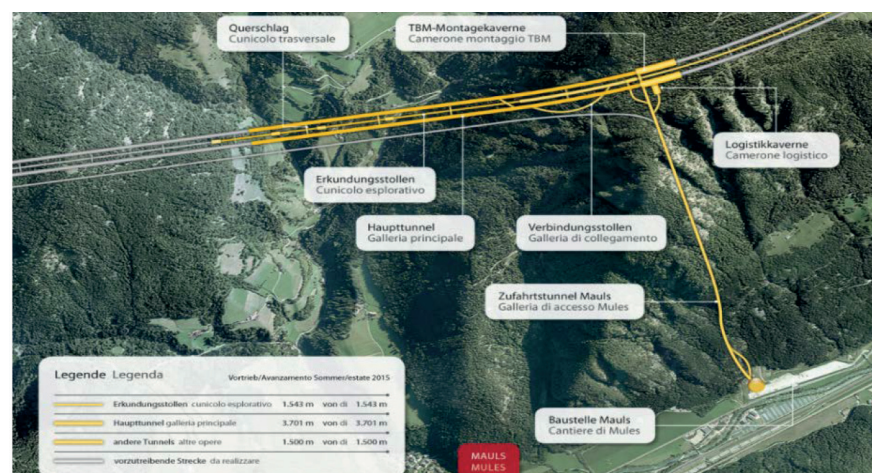 Querschlag
Cunicolo trasversale
TBM-Montagekaverne
Camerone montaggio TBM
Logistikkaverne
Camerone logistico
Erkundungsstollen
Cunicolo esplorativo
Haupttunnel
Galleria principale
Verbindungsstollen
Galleria di collegamento
Zufahrtstunnel Mauls
Galleria di accesso Mules
Baustelle Mauls
Cantiere di Mules
Legende Legenda Vortrieb/Avanzamento Sommer/estate 2015
Erkundungsstollen cunicolo esplorativo 1.543 m von di 1.543 m
Haupttunnel galleria principale 3.701 m von di 3.701 m
andere Tunnels altre opere 1.500 m von di 1.500 m
vorzutreibende Strecke da realizzare
MAULS
MULES